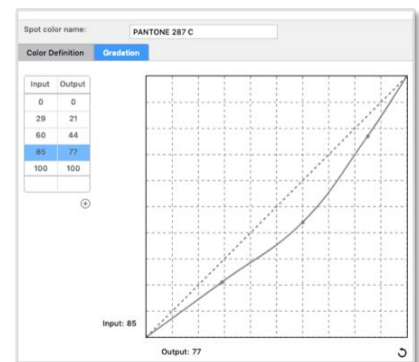 Spot color name: PANTONE 287 C
Color Definition Gradation
Input Output
0 0
29 21
60 44
85 77
100 100
Input: 85
Output: 77